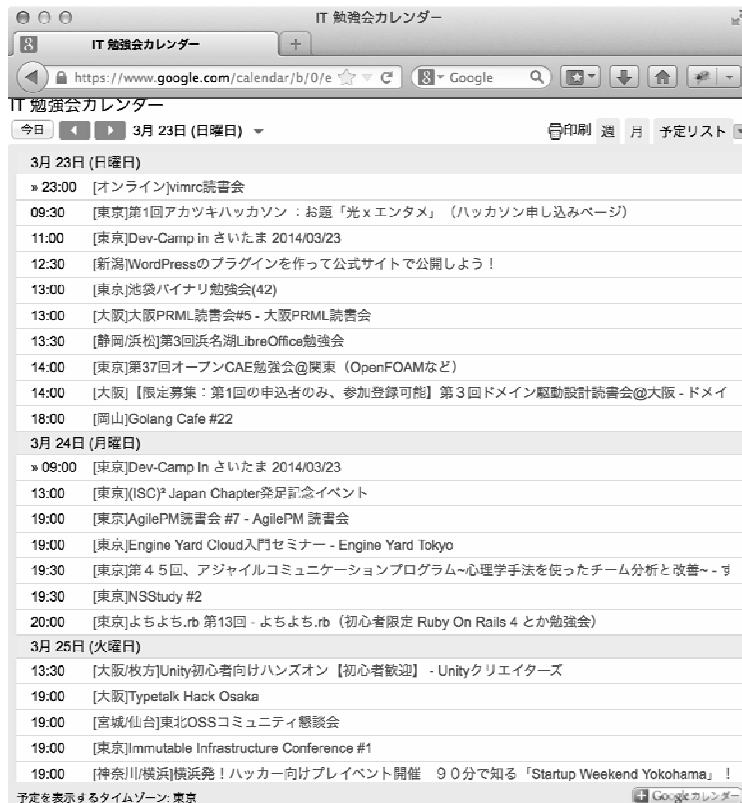 IT 勉強会カレンダー
IT 勉強会カレンダー
https://www.google.com/calendar/b/0/e Google
IT 勉強会カレンダー
今日 3月 23日 (日曜日) 印刷 週 月 予定リスト
3月 23日 (日曜日)
» 23:00 [オンライン]vimrc読書会
09:30 [東京]第1回アカツキハッカソン ：お題「光 x エンタメ」（ハッカソン申し込みページ）
11:00 [東京]Dev-Camp in さいたま 2014/03/23
12:30 [新潟]WordPressのプラグインを作って公式サイトで公開しよう！
13:00 [東京]池袋バイナリ勉強会(42)
13:00 [大阪]大阪PRML読書会#5 - 大阪PRML読書会
13:30 [静岡/浜松]第3回浜名湖LibreOffice勉強会
14:00 [東京]第37回オープンCAE勉強会@関東（OpenFOAMなど）
14:00 [大阪]【限定募集：第1回の申込者のみ、参加登録可能】第３回ドメイン駆動設計読書会@大阪 - ドメイ
18:00 [岡山]Golang Cafe #22
3月 24日 (月曜日)
» 09:00 [東京]Dev-Camp in さいたま 2014/03/23
13:00 [東京](ISC)² Japan Chapter発足記念イベント
19:00 [東京]AgilePM読書会 #7 - AgilePM 読書会
19:00 [東京]Engine Yard Cloud入門セミナー - Engine Yard Tokyo
19:30 [東京]第４５回、アジャイルコミュニケーションプログラム~心理学手法を使ったチーム分析と改善~ - す
19:30 [東京]NSStudy #2
20:00 [東京]よちよち.rb 第13回 - よちよち.rb（初心者限定 Ruby On Rails 4 とか勉強会）
3月 25日 (火曜日)
13:30 [大阪/枚方]Unity初心者向けハンズオン【初心者歓迎】 - Unityクリエイターズ
19:00 [大阪]Typetalk Hack Osaka
19:00 [宮城/仙台]東北OSSコミュニティ懇談会
19:00 [東京]Immutable Infrastructure Conference #1
19:00 [神奈川/横浜]横浜発！ハッカー向けプレイベント開催　９０分で知る「Startup Weekend Yokohama」！
予定を表示するタイムゾーン: 東京 Google カレンダー